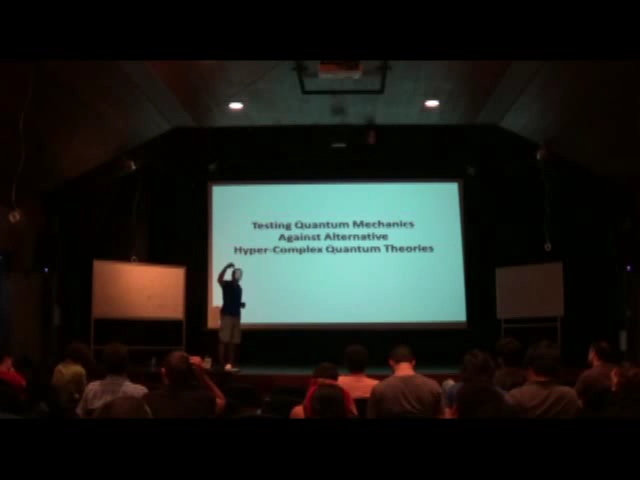 Testing Quantum Mechanics
Against Alternative
Hyper-Complex Quantum Theories